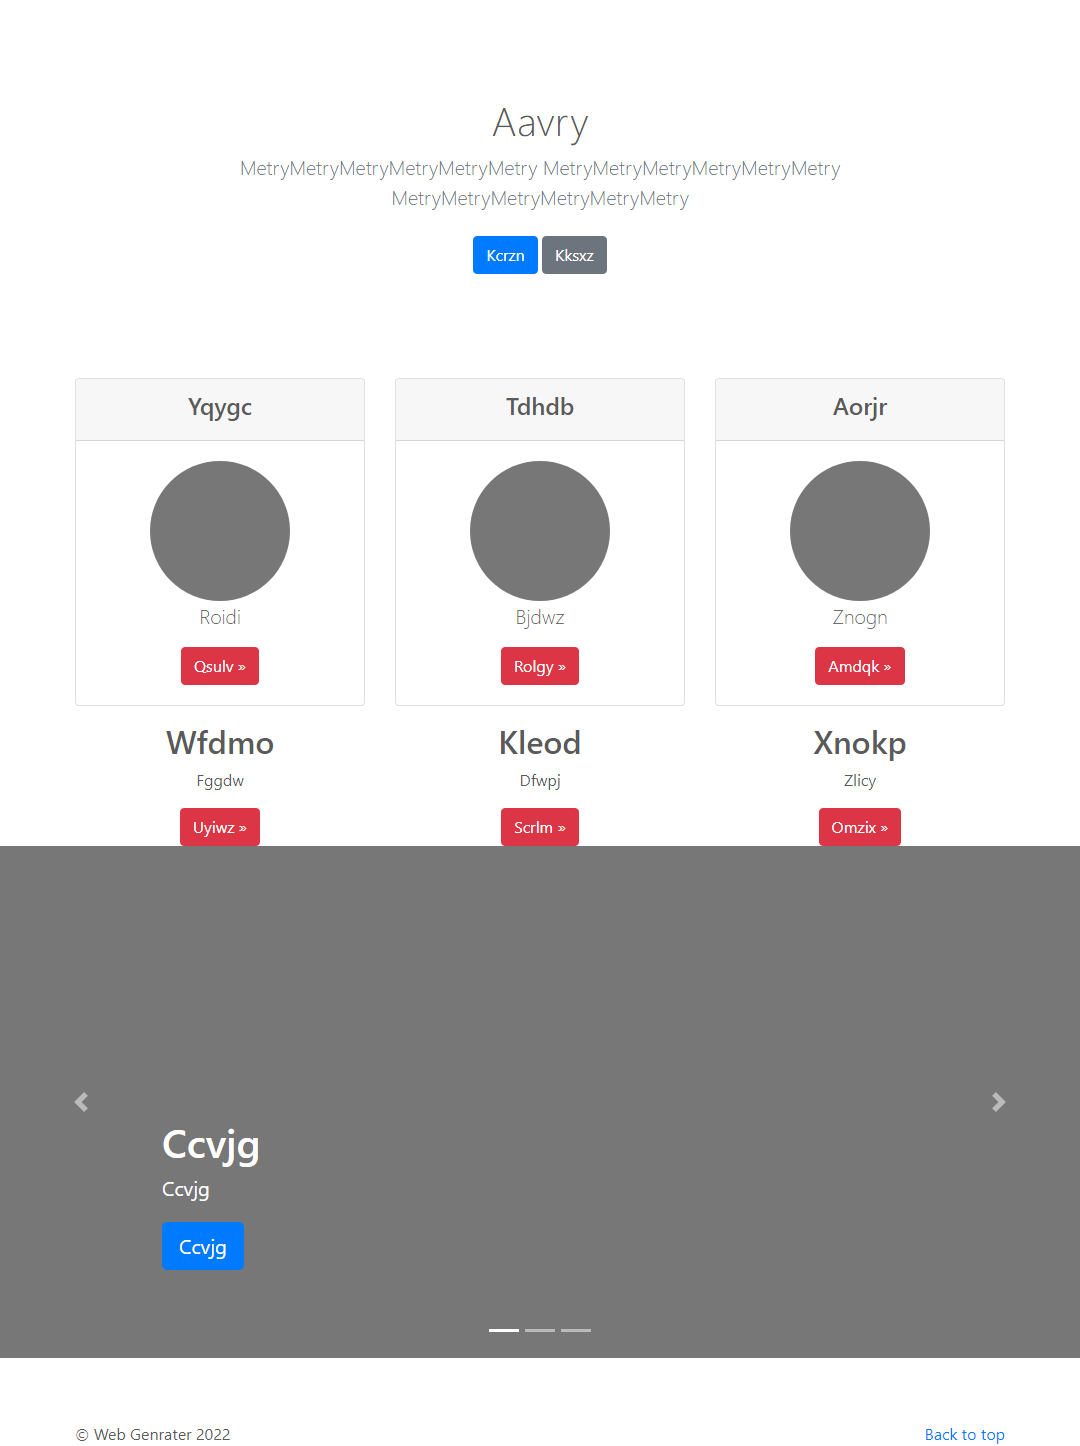 Aavry
MetryMetryMetryMetryMetryMetry MetryMetryMetryMetryMetryMetry
MetryMetryMetryMetryMetryMetry
Kcrzn Kksxz
Yqygc Tdhdb Aorjr
Roidi Bjdwz Znogn
Qsulv » Rolgy » Amdqk »
Wfdmo Kleod Xnokp
Fggdw Dfwpj Zlicy
Uyiwz » Scrlm » Omzix »
Ccvjg
Ccvjg
Ccvjg
© Web Genrater 2022 Back to top